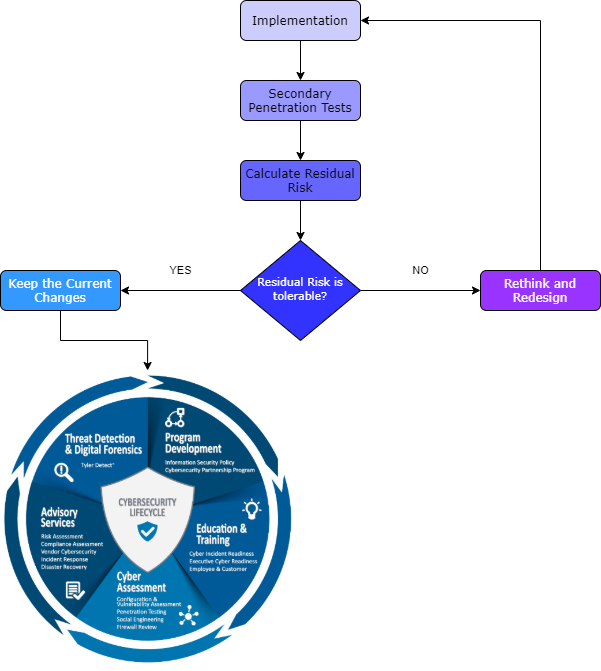 Implementation
Secondary
Penetration Tests
Calculate Residual
Risk
Residual Risk is
tolerable?
YES
NO
Keep the Current
Changes
Rethink and
Redesign
Threat Detection
& Digital Forensics
Tyler Detect™
Program
Development
Information Security Policy
Cybersecurity Partnership Program
CYBERSECURITY
LIFECYCLE
Advisory
Services
Risk Assessment
Compliance Assessment
Vendor Cybersecurity
Incident Response
Disaster Recovery
Education &
Training
Cyber Incident Readiness
Executive Cyber Readiness
Employee & Customer
Cyber
Assessment
Configuration &
Vulnerability Assessment
Penetration Testing
Social Engineering
Firewall Review